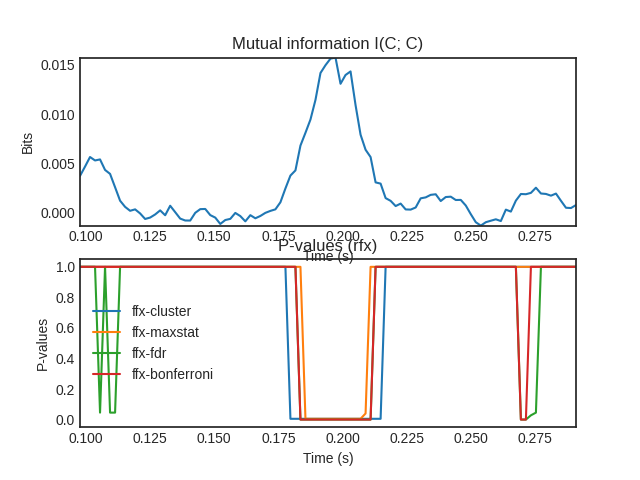 Mutual information I(C; C)
0.015
0.010
0.005
0.000
Bits
0.100 0.125 0.150 0.175 0.200 0.225 0.250 0.275
Time (s)
P-values (rfx)
1.0
0.8
0.6
0.4
0.2
0.0
P-values
ffx-cluster
ffx-maxstat
ffx-fdr
ffx-bonferroni
0.100 0.125 0.150 0.175 0.200 0.225 0.250 0.275
Time (s)